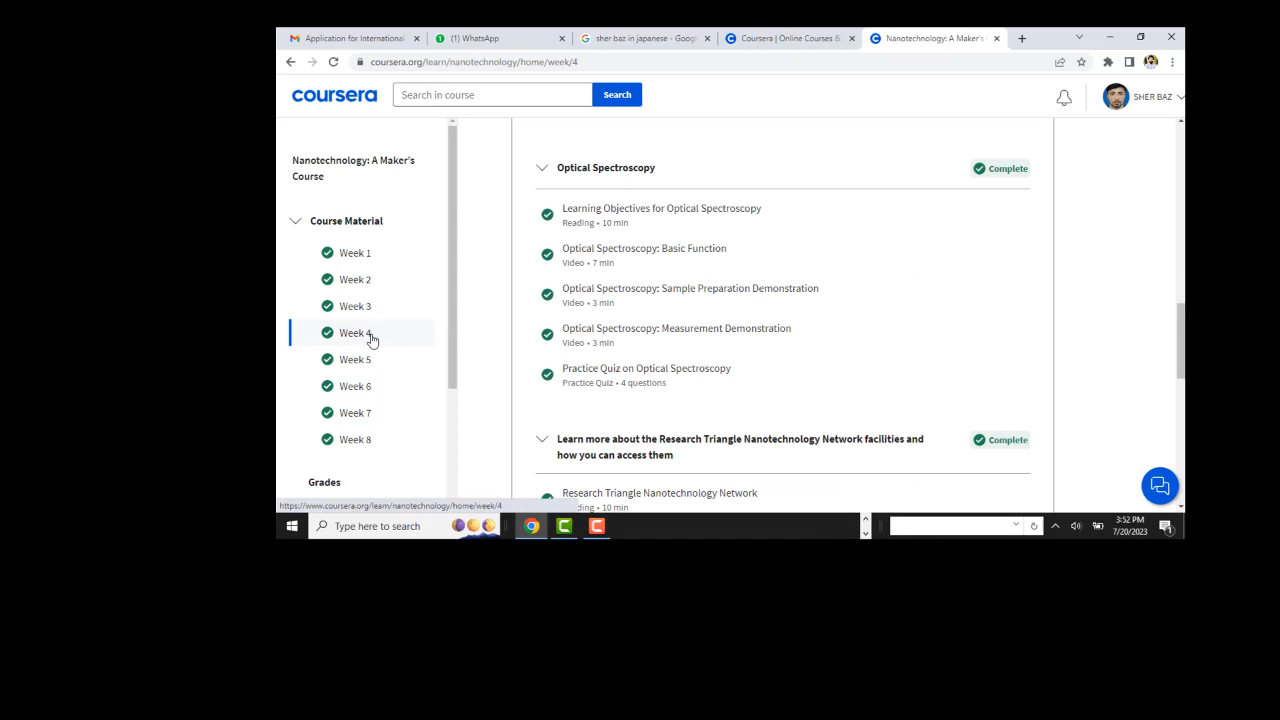 Application for International
(1) WhatsApp
sher baz in japanese - Google
Coursera | Online Courses &
Nanotechnology: A Maker's
coursera.org/learn/nanotechnology/home/week/4
coursera
Search in course
Search
SHER BAZ
Nanotechnology: A Maker's
Course
Course Material
Week 1
Week 2
Week 3
Week 4
Week 5
Week 6
Week 7
Week 8
Grades
Optical Spectroscopy
Complete
Learning Objectives for Optical Spectroscopy
Reading • 10 min
Optical Spectroscopy: Basic Function
Video • 7 min
Optical Spectroscopy: Sample Preparation Demonstration
Video • 3 min
Optical Spectroscopy: Measurement Demonstration
Video • 3 min
Practice Quiz on Optical Spectroscopy
Practice Quiz • 4 questions
Learn more about the Research Triangle Nanotechnology Network facilities and
how you can access them
Complete
Research Triangle Nanotechnology Network
Reading • 10 min
https://www.coursera.org/learn/nanotechnology/home/week/4
Type here to search
3:52 PM
7/20/2023
1